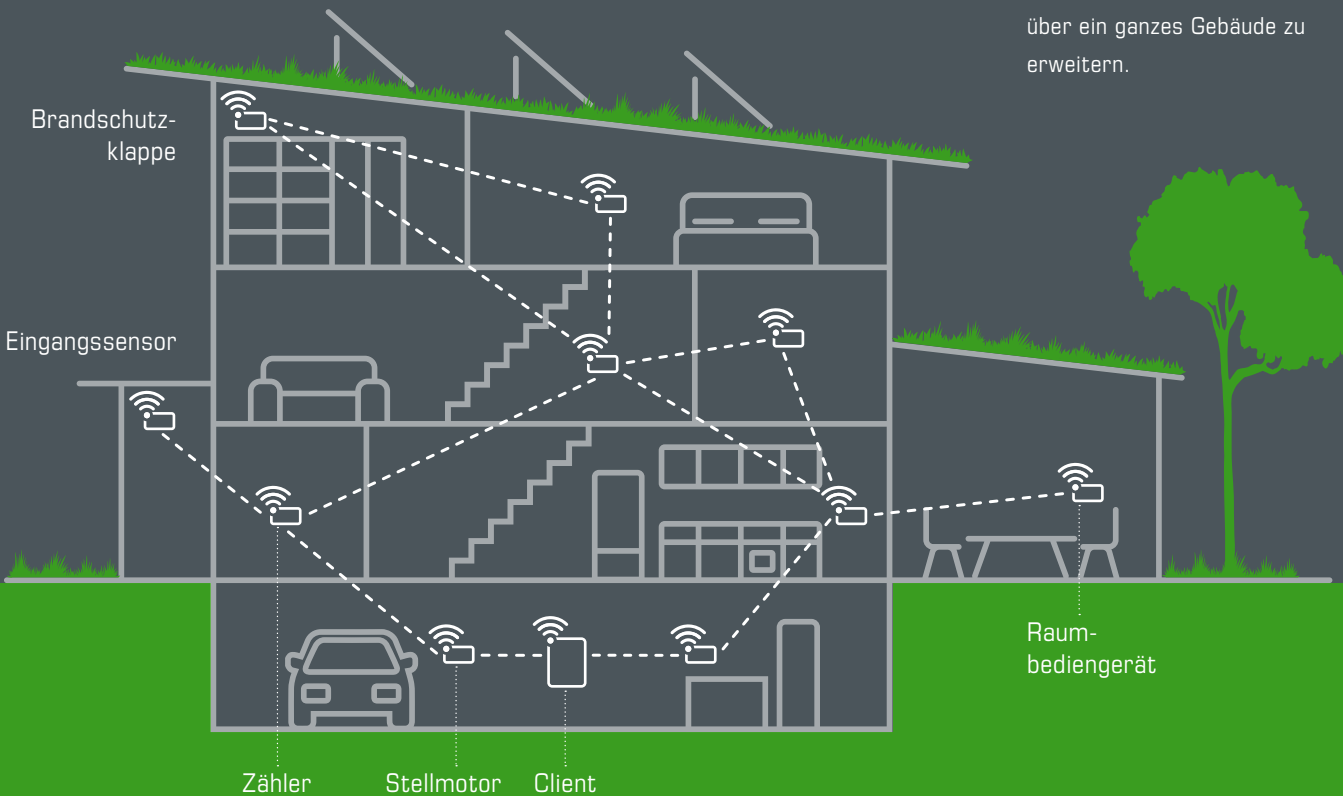 über ein ganzes Gebäude zu
erweitern.
Brandschutz-
klappe
Eingangssensor
Raum-
bediengerät
Zähler
Stellmotor
Client